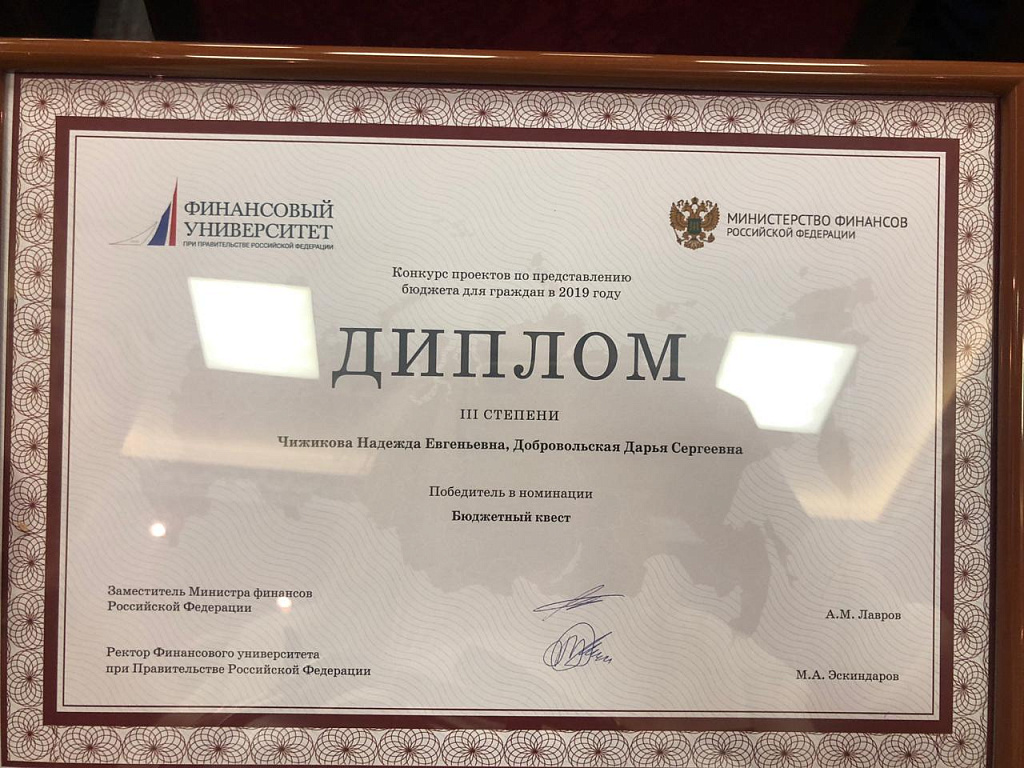 ФИНАНСОВЫЙ
УНИВЕРСИТЕТ
ПРИ ПРАВИТЕЛЬСТВЕ РОССИЙСКОЙ ФЕДЕРАЦИИ
МИНИСТЕРСТВО ФИНАНСОВ
РОССИЙСКОЙ ФЕДЕРАЦИИ
Конкурс проектов по представлению
бюджета для граждан в 2019 году
ДИПЛОМ
III СТЕПЕНИ
Чижикова Надежда Евгеньевна, Добровольская Дарья Сергеевна
Победитель в номинации
Бюджетный квест
Заместитель Министра финансов
Российской Федерации
А.М. Лавров
Ректор Финансового университета
при Правительстве Российской Федерации
М.А. Эскиндаров